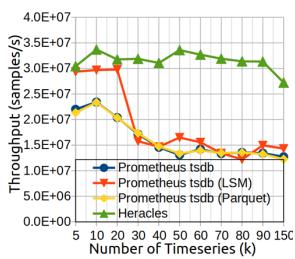 Throughput (samples/s)
4.0E+07
3.5E+07
3.0E+07
2.5E+07
2.0E+07
1.5E+07
1.0E+07
5.0E+06
0.0E+00
Prometheus tsdb
Prometheus tsdb (LSM)
Prometheus tsdb (Parquet)
Heracles
5 10 20 30 40 50 60 70 80 90 150
Number of Timeseries (k)